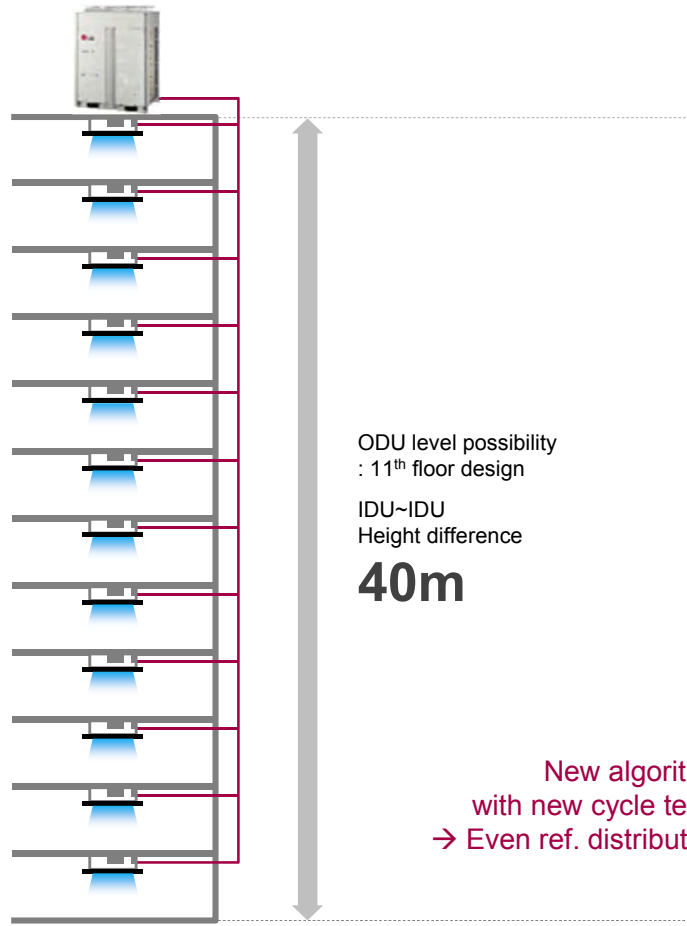 ODU level possibility
: 11th floor design
IDU~IDU
Height difference
40m
New algorit
with new cycle te
→ Even ref. distribut